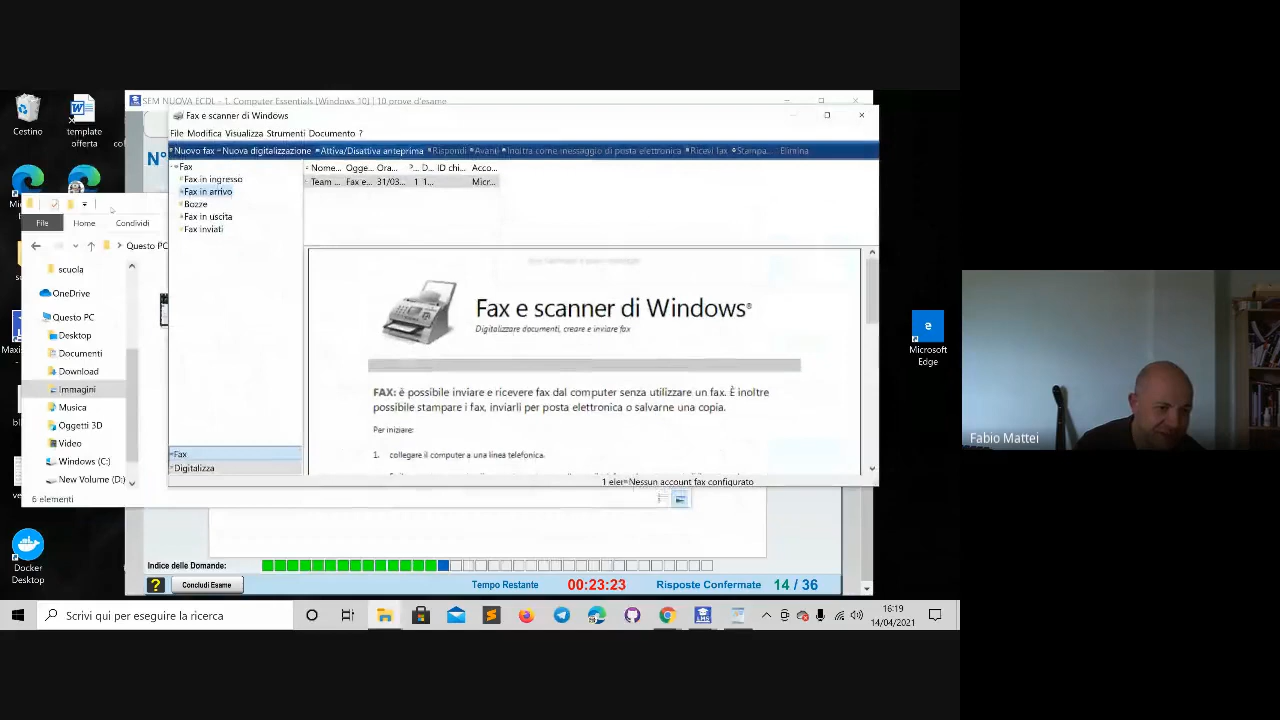 Cestino
template
offerta
co
SEM NUOVA ECDL - 1. Computer Essentials [Windows 10] | 10 prove d'esame
N°
Fax e scanner di Windows
File Modifica Visualizza Strumenti Documento ?
Nuovo fax Nuova digitalizzazione Attiva/Disattiva anteprima Rispondi Avanti Inoltra come messaggio di posta elettronica Ricevi fax Stampa... Elimina
Fax
Fax in ingresso
Fax in arrivo
Bozze
Fax in uscita
Fax inviati
Nome... Ogge... Ora... ?... D... ID chi... Acco...
Team ... Fax e... 31/03... 1 1... Micr...
Fax e scanner di Windows®
Digitalizzare documenti, creare e inviare fax
FAX: è possibile inviare e ricevere fax dal computer senza utilizzare un fax. È inoltre
possibile stampare i fax, inviarli per posta elettronica o salvarne una copia.
Per iniziare:
1. collegare il computer a una linea telefonica.
Fax
Digitalizza
1 eler Nessun account fax configurato
Micros
Edge
File Home Condividi
Questo PC
scuola
OneDrive
Questo PC
Desktop
Documenti
Download
Immagini
Musica
Oggetti 3D
Video
Windows (C:)
New Volume (D:)
6 elementi
Maxi
Docker
Desktop
Microsoft
Edge
Indice delle Domande:
? Concludi Esame Tempo Restante 00:23:23 Risposte Confermate 14 / 36
Scrivi qui per eseguire la ricerca
LMS
16:19
14/04/2021
Fabio Mattei